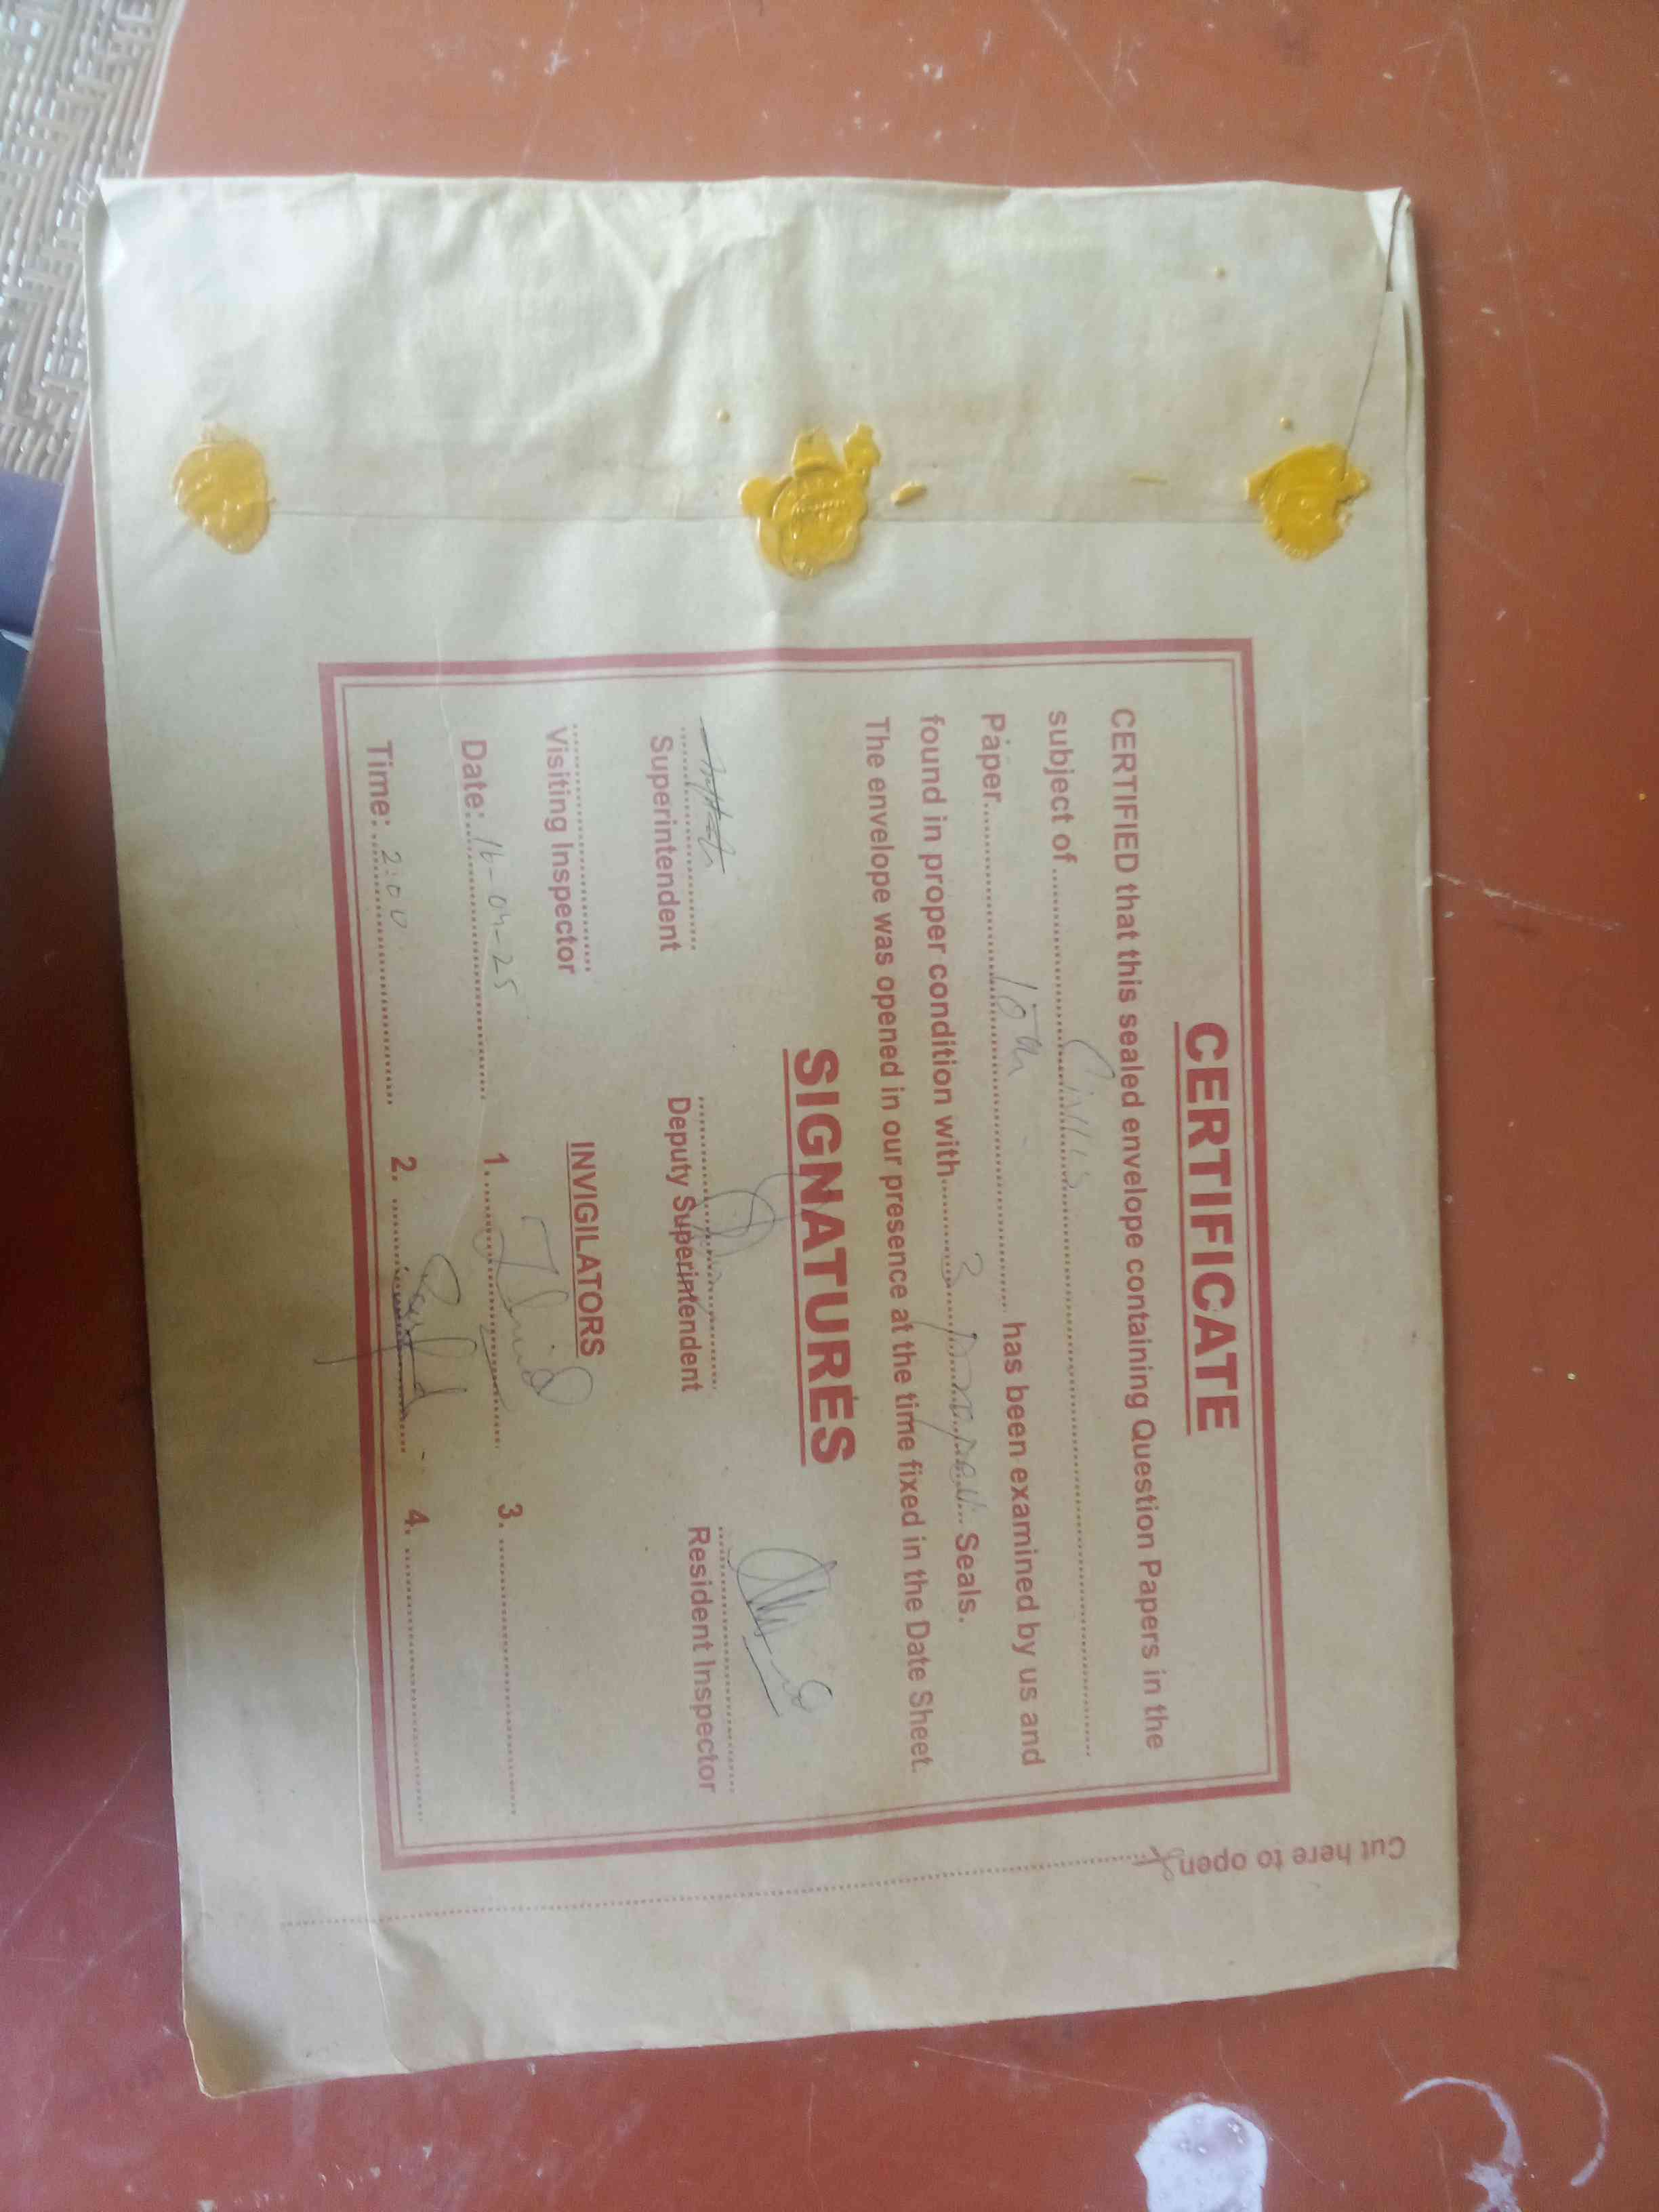 CERTIFICATE
CERTIFIED that this sealed envelope containing Question Papers in the
subject of .......... Civics ..........
Paper.......... 10th .......... has been examined by us and
found in proper condition with.......... 3 proper .......... Seals.
The envelope was opened in our presence at the time fixed in the Date Sheet.
SIGNATURES
Superintendent Deputy Superintendent Resident Inspector
Visiting Inspector INVIGILATORS
Date: 16-04-25 1. .......... 3. ..........
Time: 2:00 2. .......... 4. ..........
Cut here to open